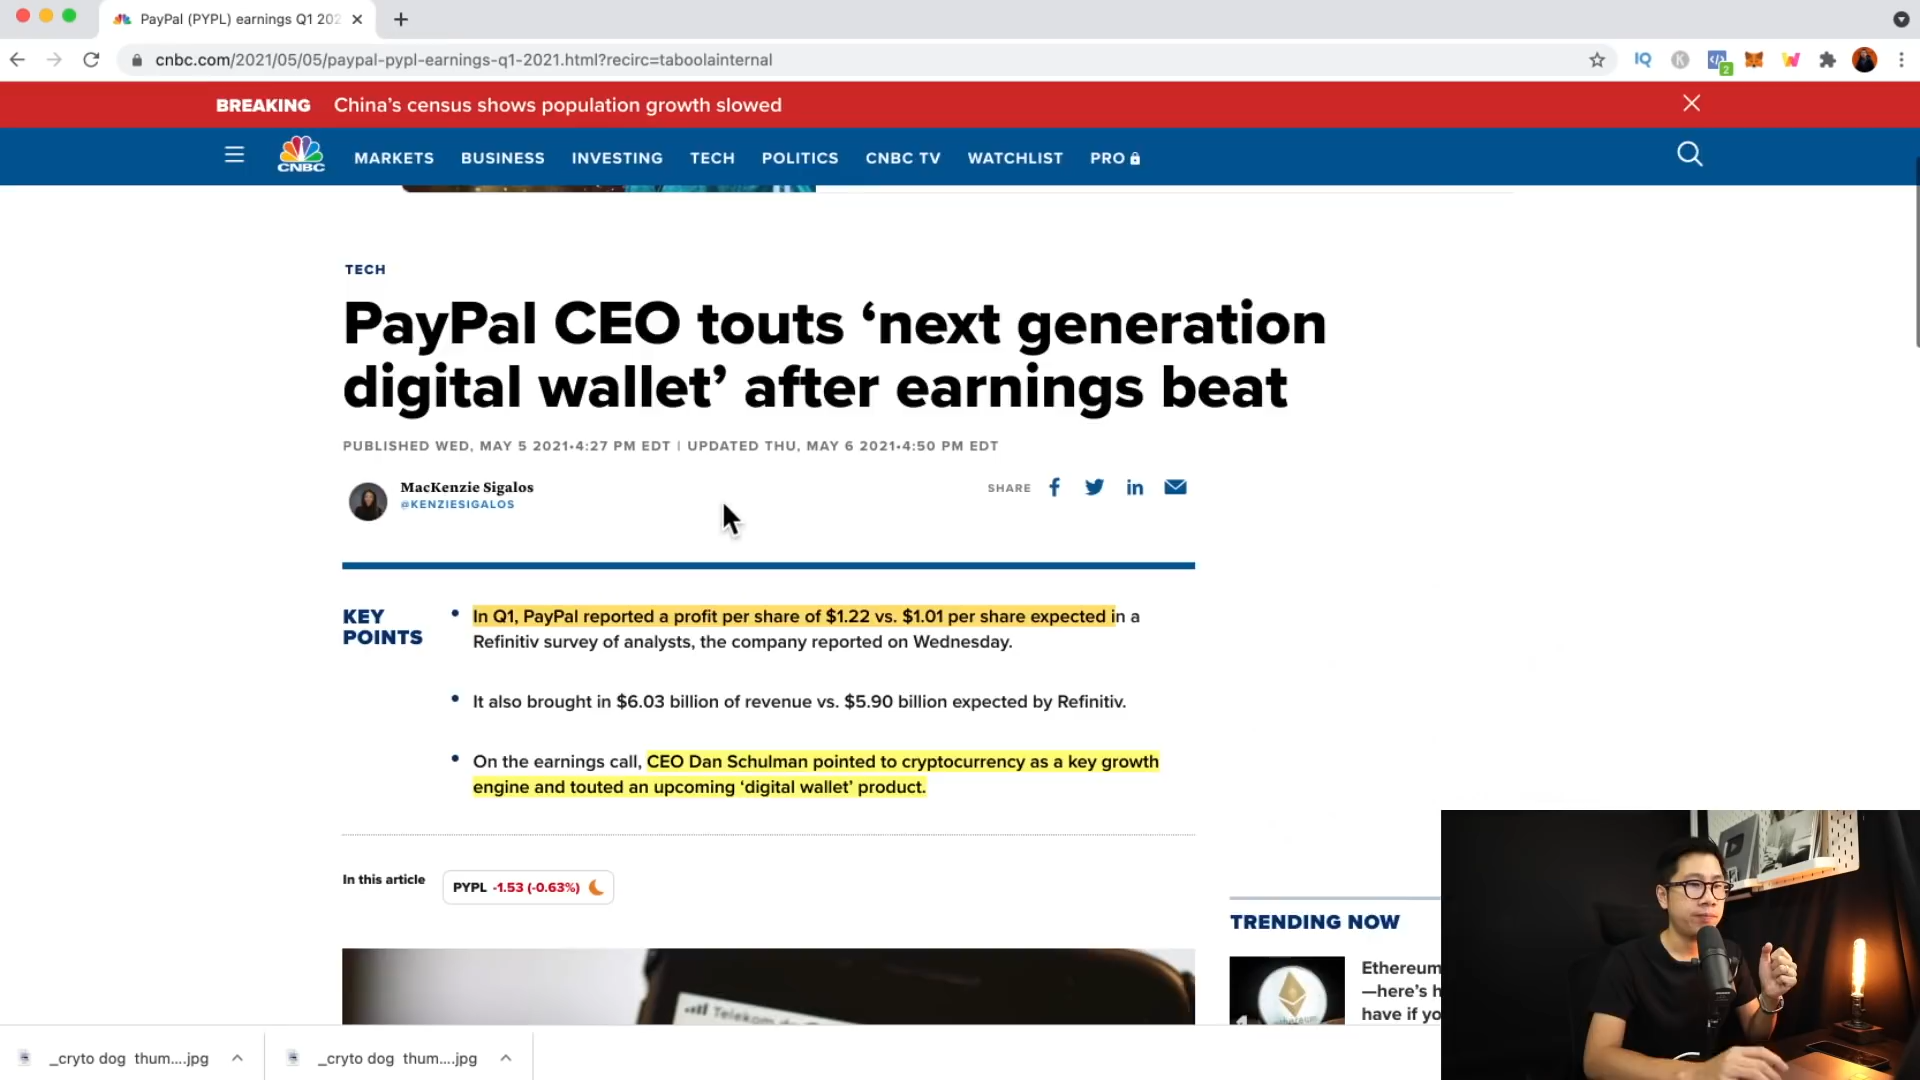 PayPal (PYPL) earnings Q1 202
cnbc.com/2021/05/05/paypal-pypl-earnings-q1-2021.html?recirc=taboolainternal
IQ
K
2
BREAKING China’s census shows population growth slowed
CNBC
MARKETS BUSINESS INVESTING TECH POLITICS CNBC TV WATCHLIST PRO
TECH
PayPal CEO touts ‘next generation
digital wallet’ after earnings beat
PUBLISHED WED, MAY 5 2021•4:27 PM EDT | UPDATED THU, MAY 6 2021•4:50 PM EDT
MacKenzie Sigalos
@KENZIESIGALOS
SHARE
KEY
POINTS
• In Q1, PayPal reported a profit per share of $1.22 vs. $1.01 per share expected in a
Refinitiv survey of analysts, the company reported on Wednesday.
• It also brought in $6.03 billion of revenue vs. $5.90 billion expected by Refinitiv.
• On the earnings call, CEO Dan Schulman pointed to cryptocurrency as a key growth
engine and touted an upcoming ‘digital wallet’ product.
In this article
PYPL -1.53 (-0.63%)
TRENDING NOW
Ethereum
—here’s h
have if yo
Telekom
_cryto dog thum....jpg
_cryto dog thum....jpg